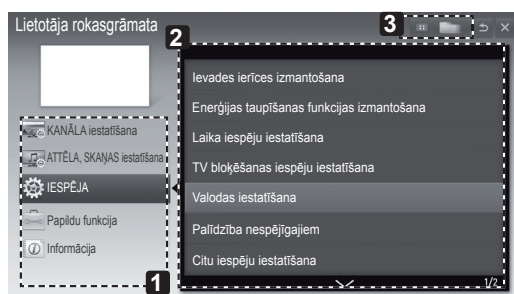 Lietotāja rokasgrāmata
3
2
KANĀLA iestatīšana
ATTĒLA, SKAŅAS iestatīšana
IESPĒJA
Papildu funkcija
Informācija
1
Ievades ierīces izmantošana
Enerģijas taupīšanas funkcijas izmantošana
Laika iespēju iestatīšana
TV bloķēšanas iespēju iestatīšana
Valodas iestatīšana
Palīdzība nespējīgajiem
Citu iespēju iestatīšana
1/2